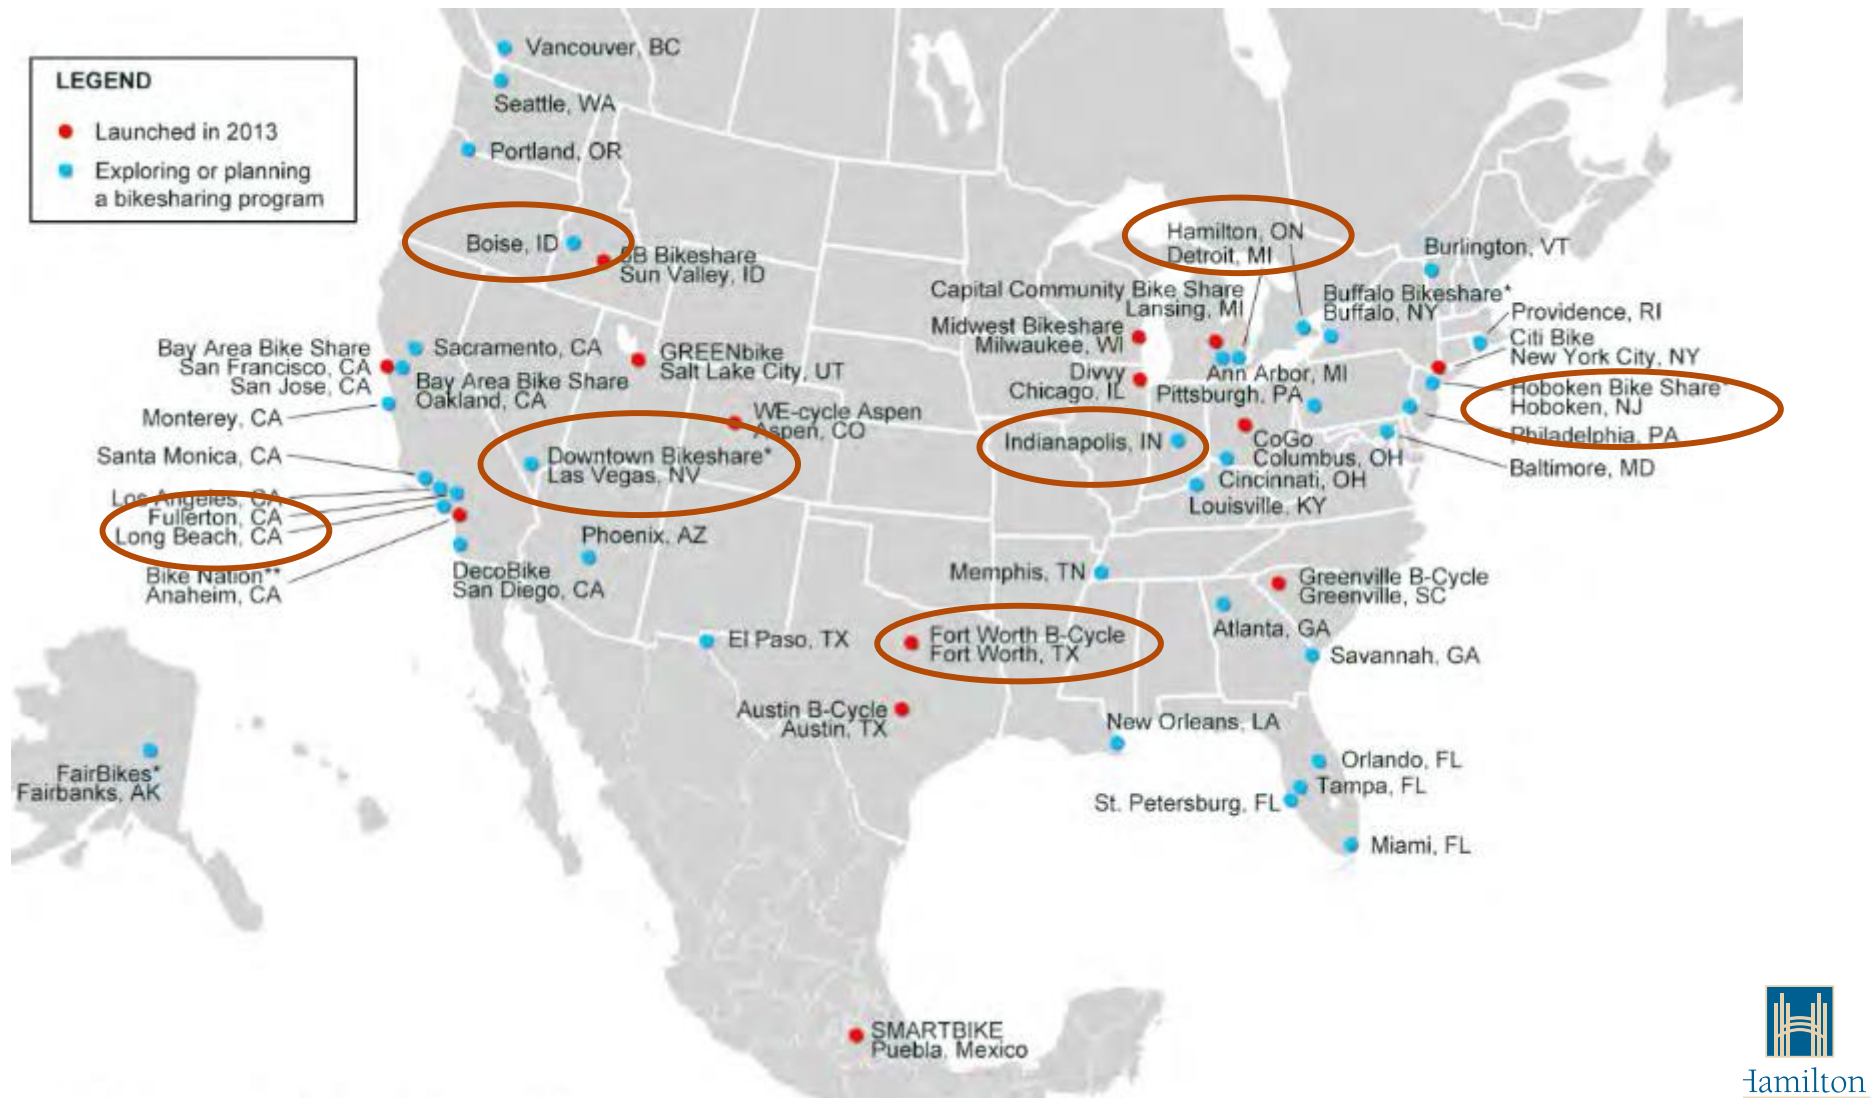 LEGEND
Launched in 2013
Exploring or planning
a bikesharing program
Vancouver, BC
Seattle, WA
Portland, OR
Boise, ID
BB Bikeshare
Sun Valley, ID
Hamilton, ON
Detroit, MI
Burlington, VT
Capital Community Bike Share
Lansing, MI
Buffalo Bikeshare*
Buffalo, NY
Providence, RI
Midwest Bikeshare
Milwaukee, WI
Citi Bike
New York City, NY
Bay Area Bike Share
San Francisco, CA
San Jose, CA
Sacramento, CA
Bay Area Bike Share
Oakland, CA
GREENbike
Salt Lake City, UT
Divvy
Chicago, IL
Ann Arbor, MI
Pittsburgh, PA
Hoboken Bike Share*
Hoboken, NJ
Philadelphia, PA
Baltimore, MD
Monterey, CA
WE-cycle Aspen
Aspen, CO
Indianapolis, IN
CoGo
Columbus, OH
Cincinnati, OH
Louisville, KY
Santa Monica, CA
Downtown Bikeshare*
Las Vegas, NV
Los Angeles, CA
Fullerton, CA
Long Beach, CA
Bike Nation**
Anaheim, CA
Phoenix, AZ
DecoBike
San Diego, CA
Memphis, TN
Greenville B-Cycle
Greenville, SC
Atlanta, GA
El Paso, TX
Fort Worth B-Cycle
Fort Worth, TX
Savannah, GA
Austin B-Cycle
Austin, TX
New Orleans, LA
FairBikes*
Fairbanks, AK
Orlando, FL
Tampa, FL
St. Petersburg, FL
Miami, FL
SMARTBIKE
Puebla, Mexico
Hamilton